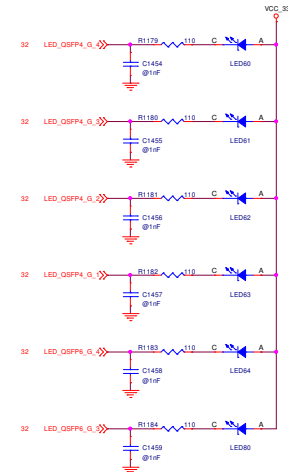 VCC_33
32 LED_QSFP4_G_4 R1179 110 C A
C1454 LED60
@1nF
32 LED_QSFP4_G_3 R1180 110 C A
C1455 LED61
@1nF
32 LED_QSFP4_G_2 R1181 110 C A
C1456 LED62
@1nF
32 LED_QSFP4_G_1 R1182 110 C A
C1457 LED63
@1nF
32 LED_QSFP6_G_4 R1183 110 C A
C1458 LED64
@1nF
32 LED_QSFP6_G_3 R1184 110 C A
C1459 LED80
@1nF